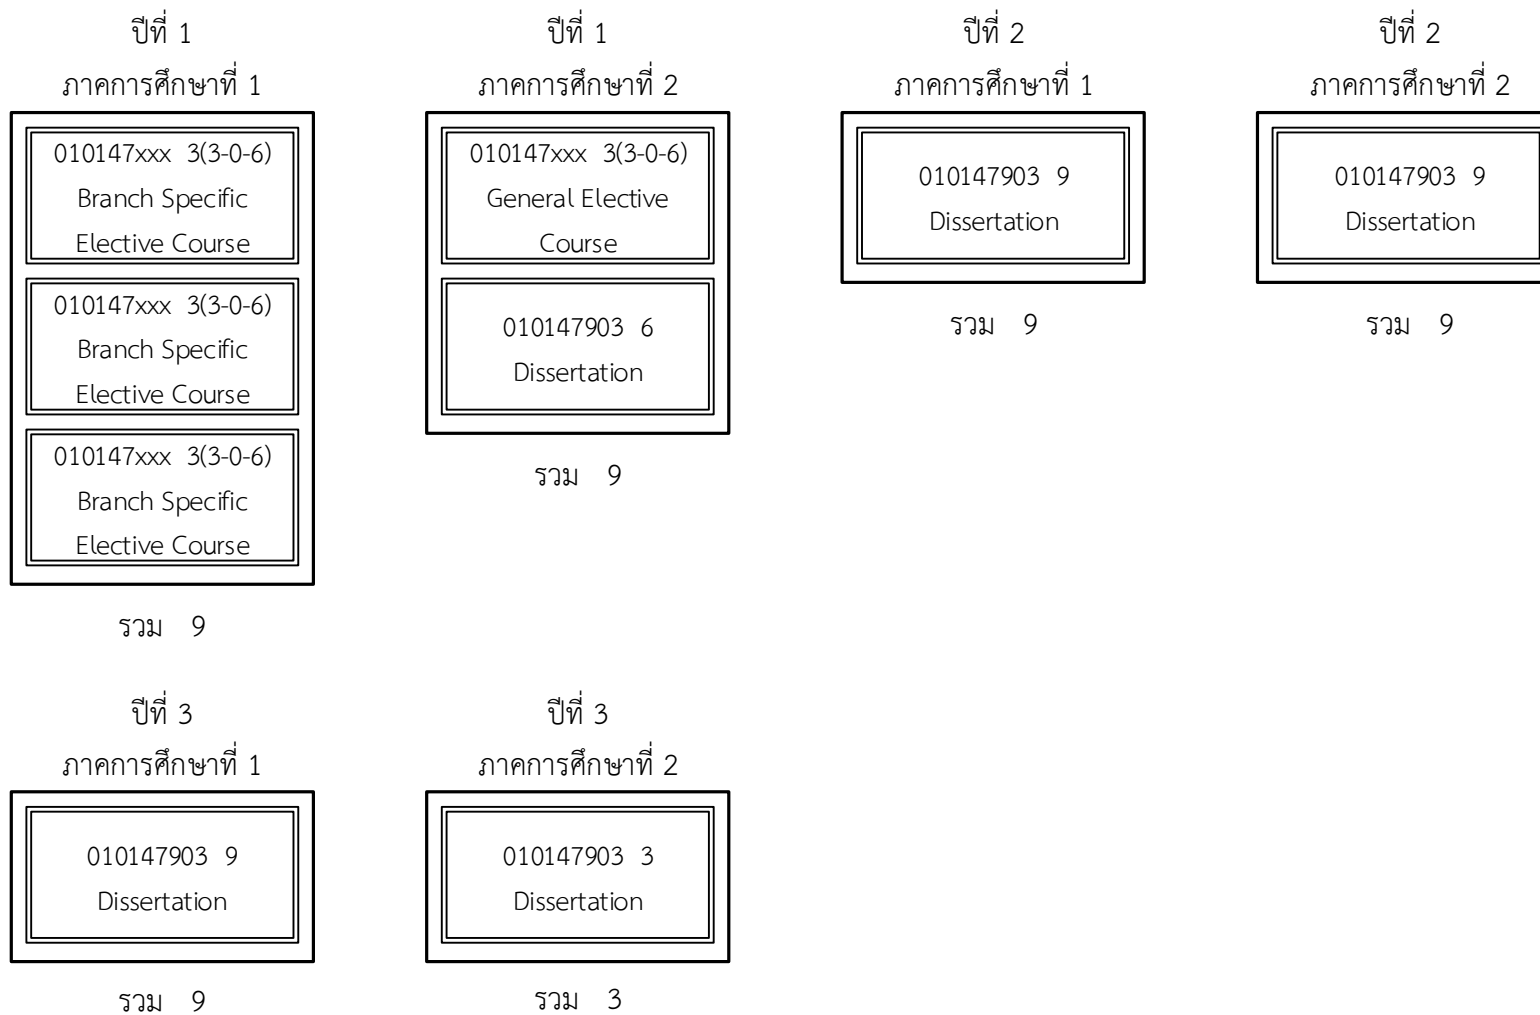 ปีที่ 1
ภาคการศึกษาที่ 1
010147xxx 3(3-0-6)
Branch Specific
Elective Course
010147xxx 3(3-0-6)
Branch Specific
Elective Course
010147xxx 3(3-0-6)
Branch Specific
Elective Course
รวม 9
ปีที่ 1
ภาคการศึกษาที่ 2
010147xxx 3(3-0-6)
General Elective
Course
010147903 6
Dissertation
รวม 9
ปีที่ 2
ภาคการศึกษาที่ 1
010147903 9
Dissertation
รวม 9
ปีที่ 2
ภาคการศึกษาที่ 2
010147903 9
Dissertation
รวม 9
ปีที่ 3
ภาคการศึกษาที่ 1
010147903 9
Dissertation
รวม 9
ปีที่ 3
ภาคการศึกษาที่ 2
010147903 3
Dissertation
รวม 3